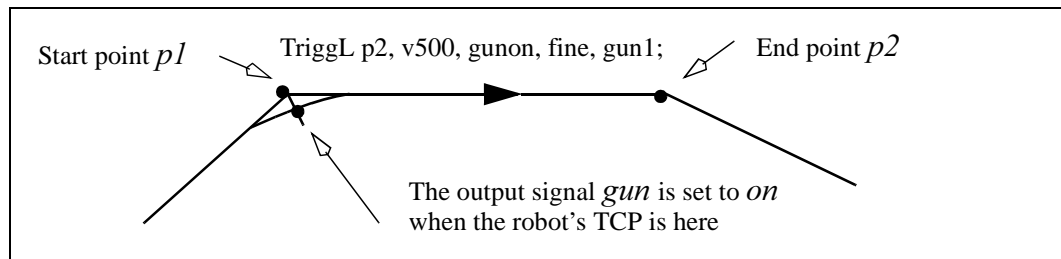 Start point p1
TriggL p2, v500, gunon, fine, gun1;
End point p2
The output signal gun is set to on
when the robot's TCP is here